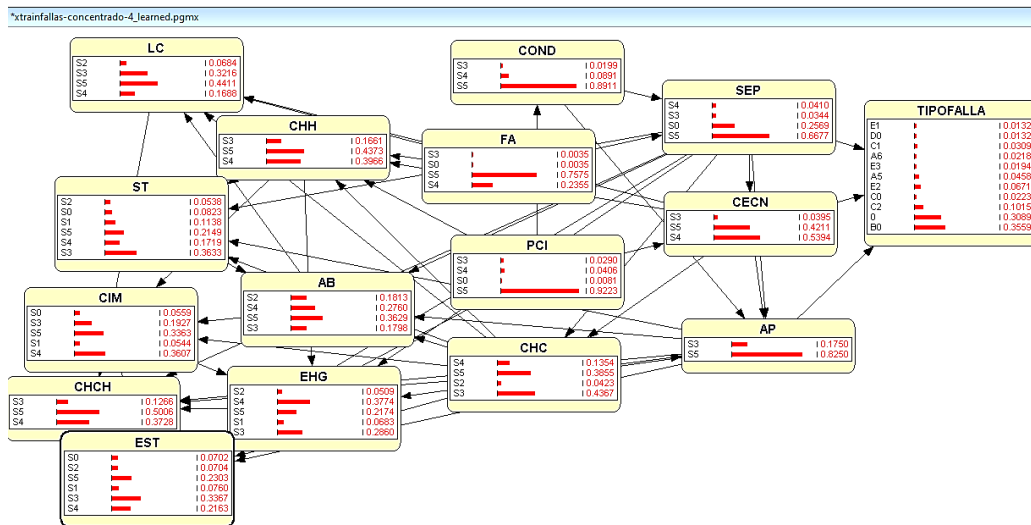 *xtrainfallas-concentrado-4_learned.pgmx
LC
S2 0.0684
S3 0.3216
S5 0.4411
S4 0.1688
COND
S3 0.0199
S4 0.0891
S5 0.8911
SEP
S4 0.0410
S3 0.0344
S0 0.2569
S5 0.6677
TIPOFALLA
E1 0.0132
D0 0.0132
C1 0.0309
A6 0.0218
E3 0.0194
A5 0.0458
E2 0.0671
C0 0.0223
C2 0.1015
0 0.3089
B0 0.3559
CHH
S3 0.1661
S5 0.4373
S4 0.3966
FA
S3 0.0035
S0 0.0035
S5 0.7575
S4 0.2355
ST
S2 0.0538
S0 0.0823
S1 0.1138
S5 0.2149
S4 0.1719
S3 0.3633
CECN
S3 0.0395
S5 0.4211
S4 0.5394
PCI
S3 0.0290
S4 0.0406
S0 0.0081
S5 0.9223
AB
S2 0.1813
S4 0.2760
S5 0.3629
S3 0.1798
CIM
S0 0.0559
S3 0.1927
S5 0.3363
S1 0.0544
S4 0.3607
AP
S3 0.1750
S5 0.8250
CHC
S4 0.1354
S5 0.3855
S2 0.0423
S3 0.4367
EHG
S2 0.0509
S4 0.3774
S5 0.2174
S1 0.0683
S3 0.2860
CHCH
S3 0.1266
S5 0.5006
S4 0.3728
EST
S0 0.0702
S2 0.0704
S5 0.2303
S1 0.0760
S3 0.3367
S4 0.2163